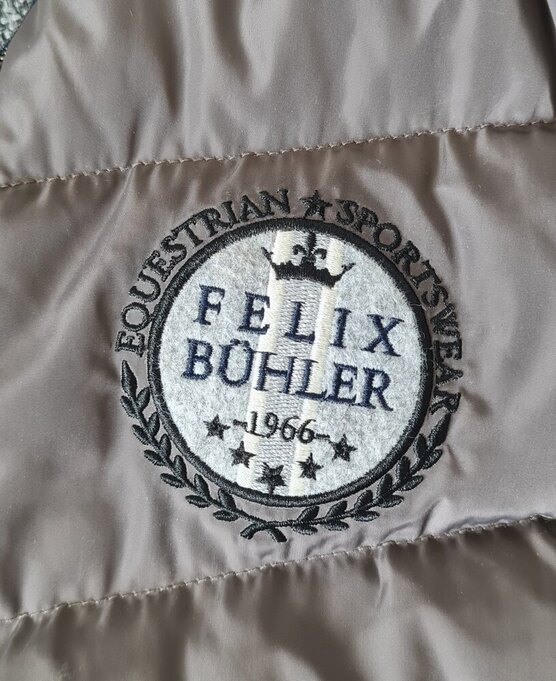 EQUESTRIAN ★ SPORTSWEAR
FELIX
BÜHLER
-1966-